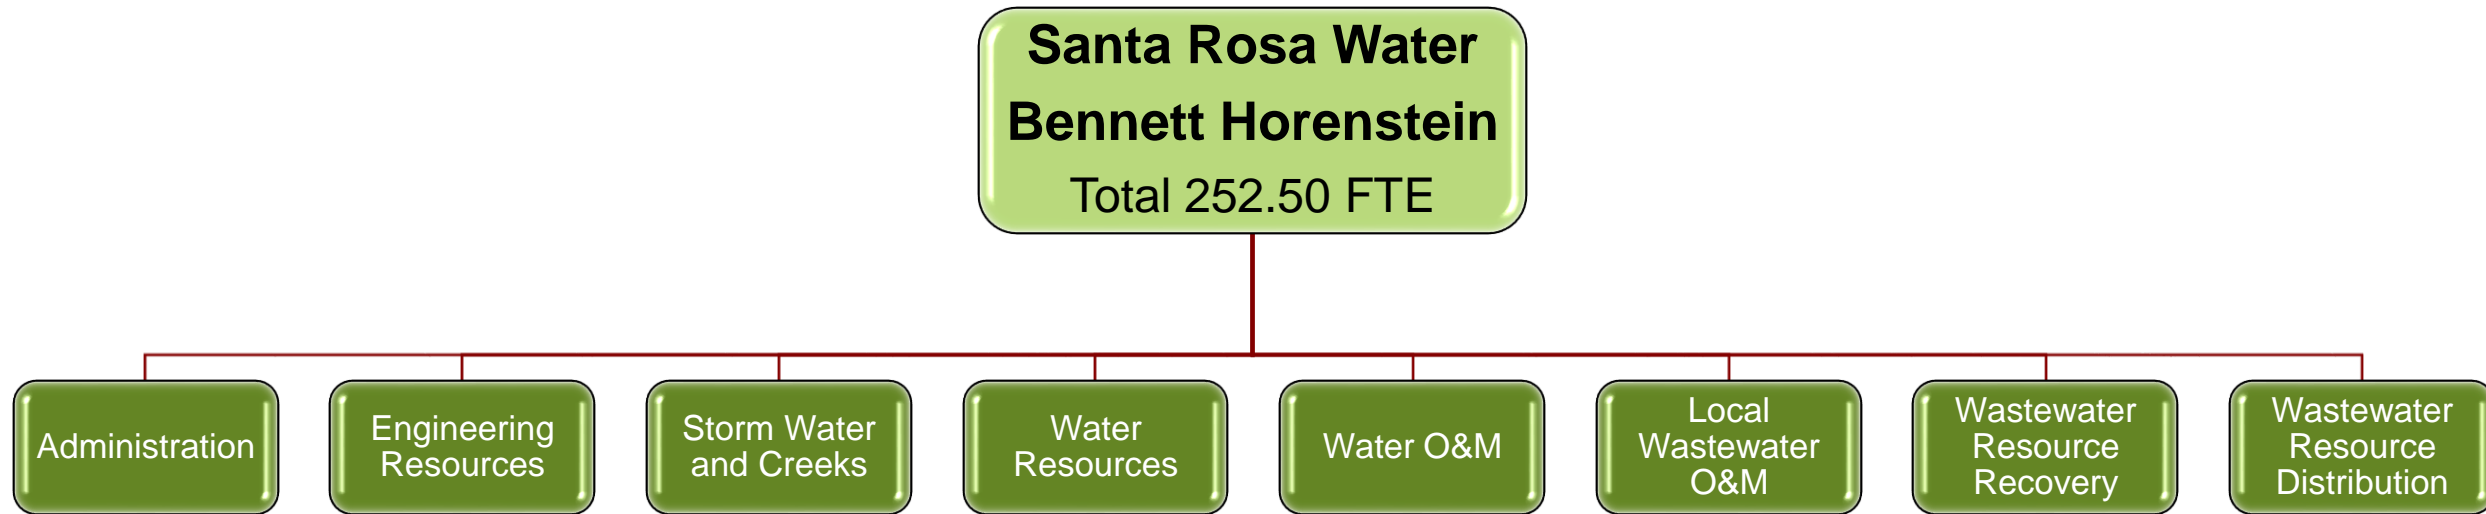 Santa Rosa Water
Bennett Horenstein
Total 252.50 FTE
Administration
Engineering
Resources
Storm Water
and Creeks
Water
Resources
Water O&M
Local
Wastewater
O&M
Wastewater
Resource
Recovery
Wastewater
Resource
Distribution